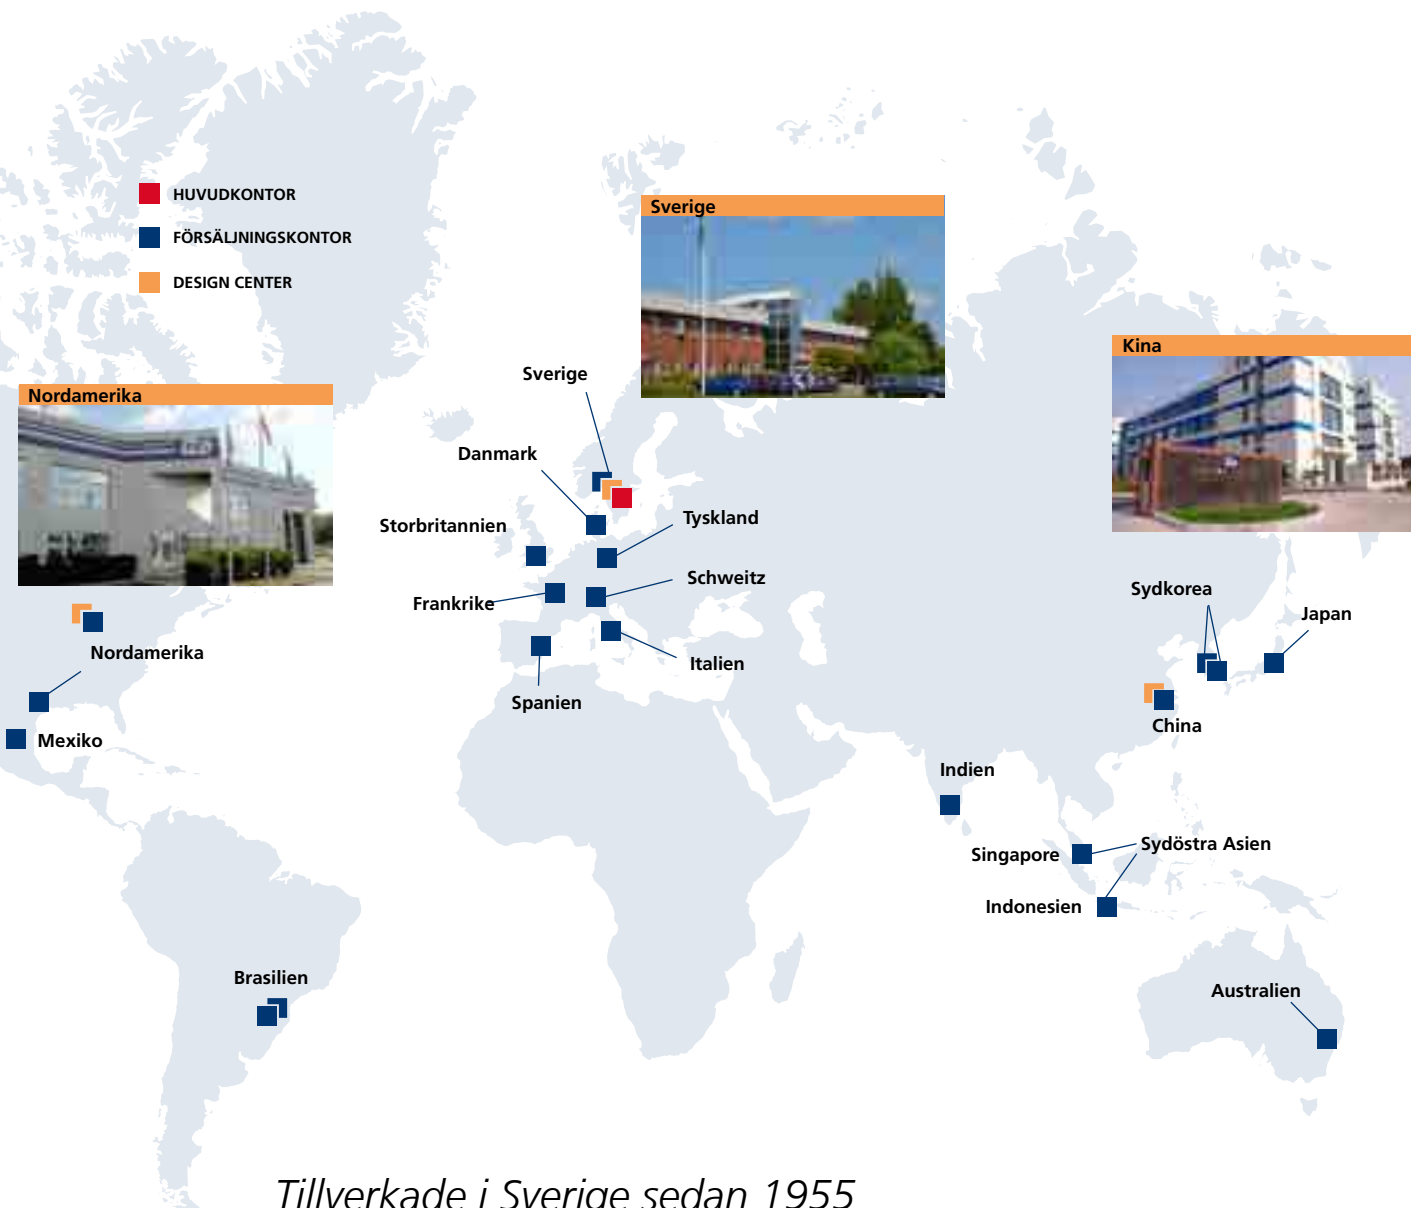 HUVUDKONTOR
FÖRSÄLJNINGSKONTOR
DESIGN CENTER
Sverige
Kina
Nordamerika
Sverige
Danmark
Storbritannien
Tyskland
Schweitz
Frankrike
Italien
Spanien
Sydkorea
Japan
China
Nordamerika
Mexiko
Indien
Singapore
Sydöstra Asien
Indonesien
Brasilien
Australien
Tillverkade i Sverige sedan 1955